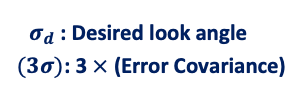 σ_d : Desired look angle
(3σ): 3 × (Error Covariance)